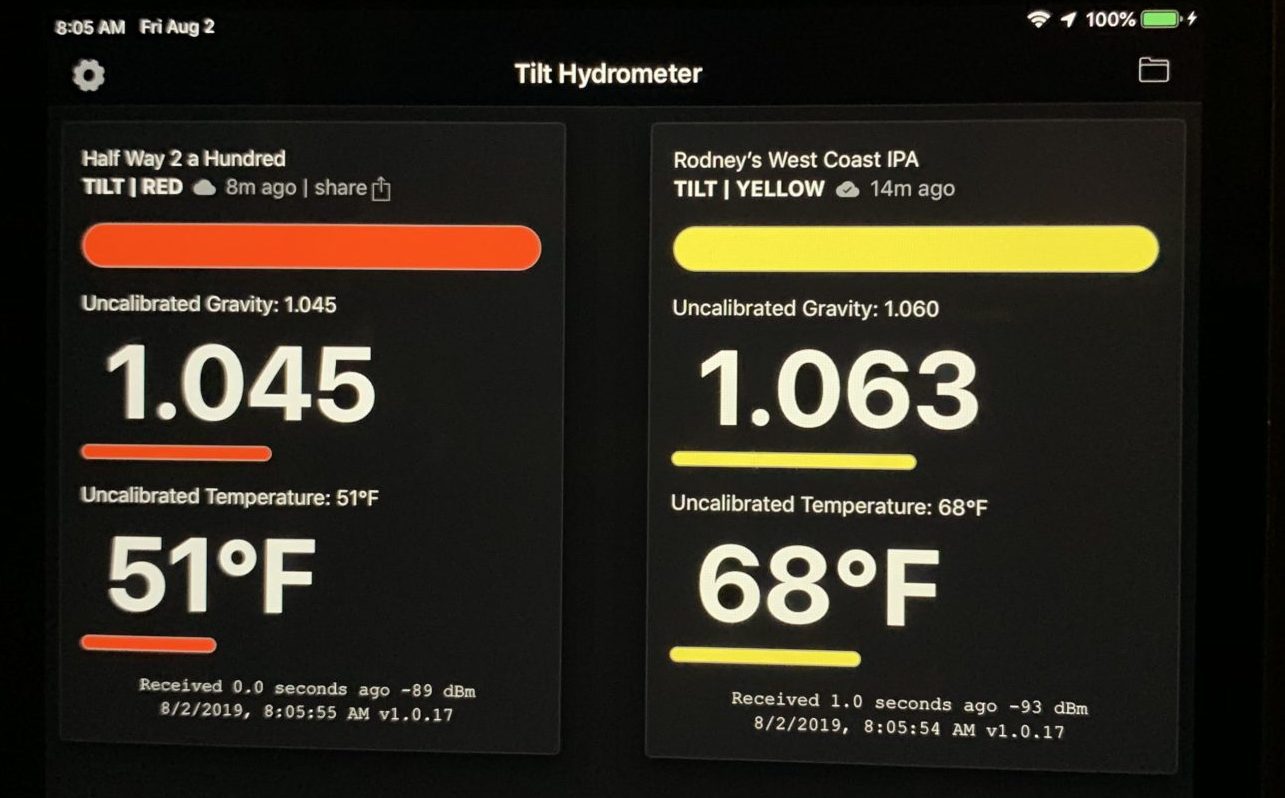 8:05 AM Fri Aug 2
100%
Tilt Hydrometer
Half Way 2 a Hundred
TILT | RED 8m ago | share
Uncalibrated Gravity: 1.045
1.045
Uncalibrated Temperature: 51°F
51°F
Received 0.0 seconds ago -89 dBm
8/2/2019, 8:05:55 AM v1.0.17
Rodney's West Coast IPA
TILT | YELLOW 14m ago
Uncalibrated Gravity: 1.060
1.063
Uncalibrated Temperature: 68°F
68°F
Received 1.0 seconds ago -93 dBm
8/2/2019, 8:05:54 AM v1.0.17